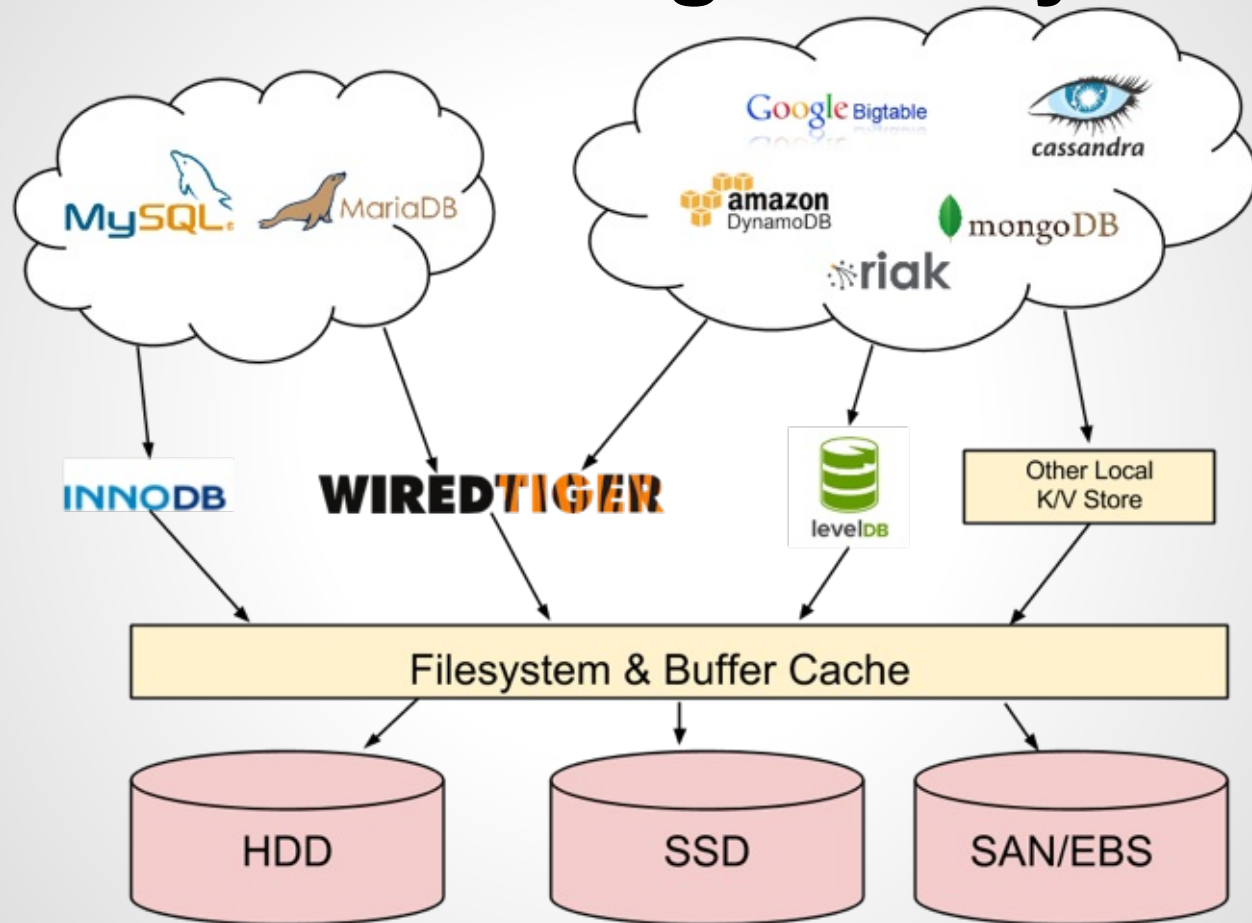 Google Bigtable
cassandra
MySQL
MariaDB
amazon
DynamoDB
mongoDB
riak
INNODB
WIREDTIGER
levelDB
Other Local
K/V Store
Filesystem & Buffer Cache
HDD
SSD
SAN/EBS